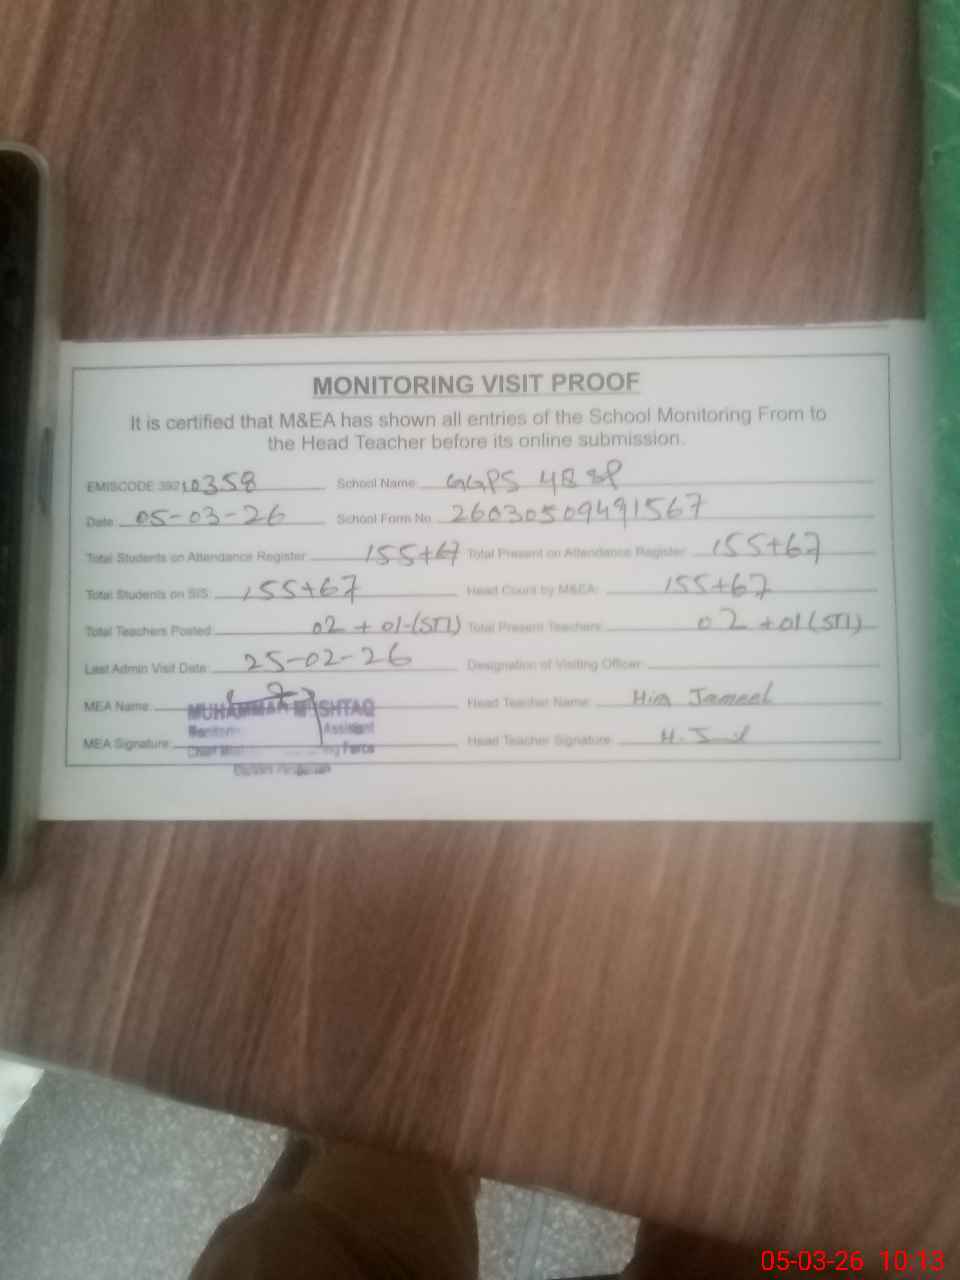 MONITORING VISIT PROOF
It is certified that M&EA has shown all entries of the School Monitoring From to
the Head Teacher before its online submission.
EMISCODE 39210358 School Name GGPS 48 SP
Date 05-03-26 School Form No 26030509491567
Total Students on Attendance Register 155+67 Total Present on Attendance Register 155+67
Total Students on SIS: 155+67 Head Count by M&EA: 155+67
Total Teachers Posted 02 + 01-(STI) Total Present Teachers: 02 +01(STI)
Last Admin Visit Date: 25-02-26 Designation of Visiting Officer:
MEA Name: MUHAMMAD MUSHTAQ Head Teacher Name: Hira Jameel
Assistant
MEA Signature: Head Teacher Signature:
Force
05-03-26 10:13